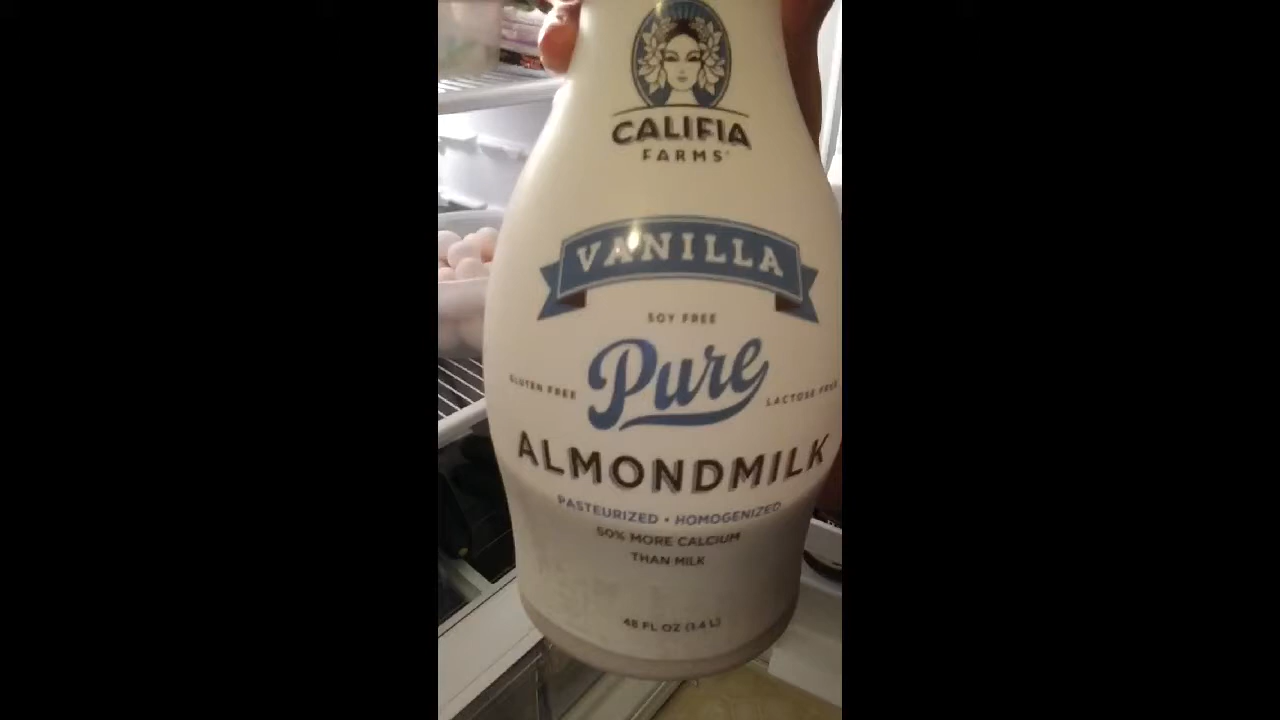 CALIFIA
FARMS
VANILLA
SOY FREE
GLUTEN FREE
Pure
LACTOSE FREE
ALMONDMILK
PASTEURIZED • HOMOGENIZED
50% MORE CALCIUM
THAN MILK
48 FL OZ (1.4 L)